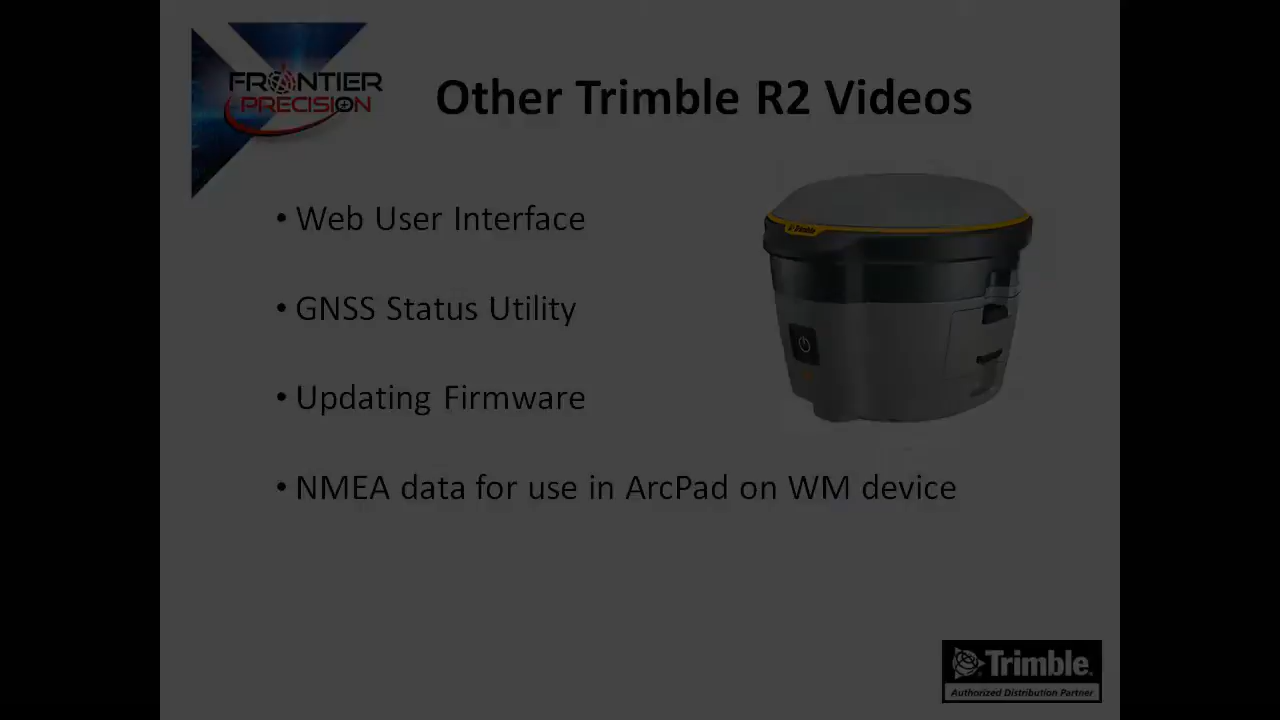 FRONTIER
PRECISION
Other Trimble R2 Videos
• Web User Interface
Trimble
• GNSS Status Utility
• Updating Firmware
• NMEA data for use in ArcPad on WM device
Trimble.
Authorized Distribution Partner